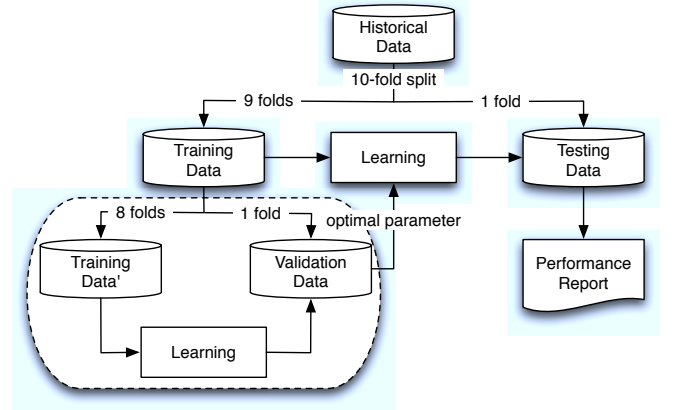 Historical
Data
10-fold split
9 folds
1 fold
Training
Data
Learning
Testing
Data
8 folds
1 fold
optimal parameter
Training
Data'
Validation
Data
Performance
Report
Learning